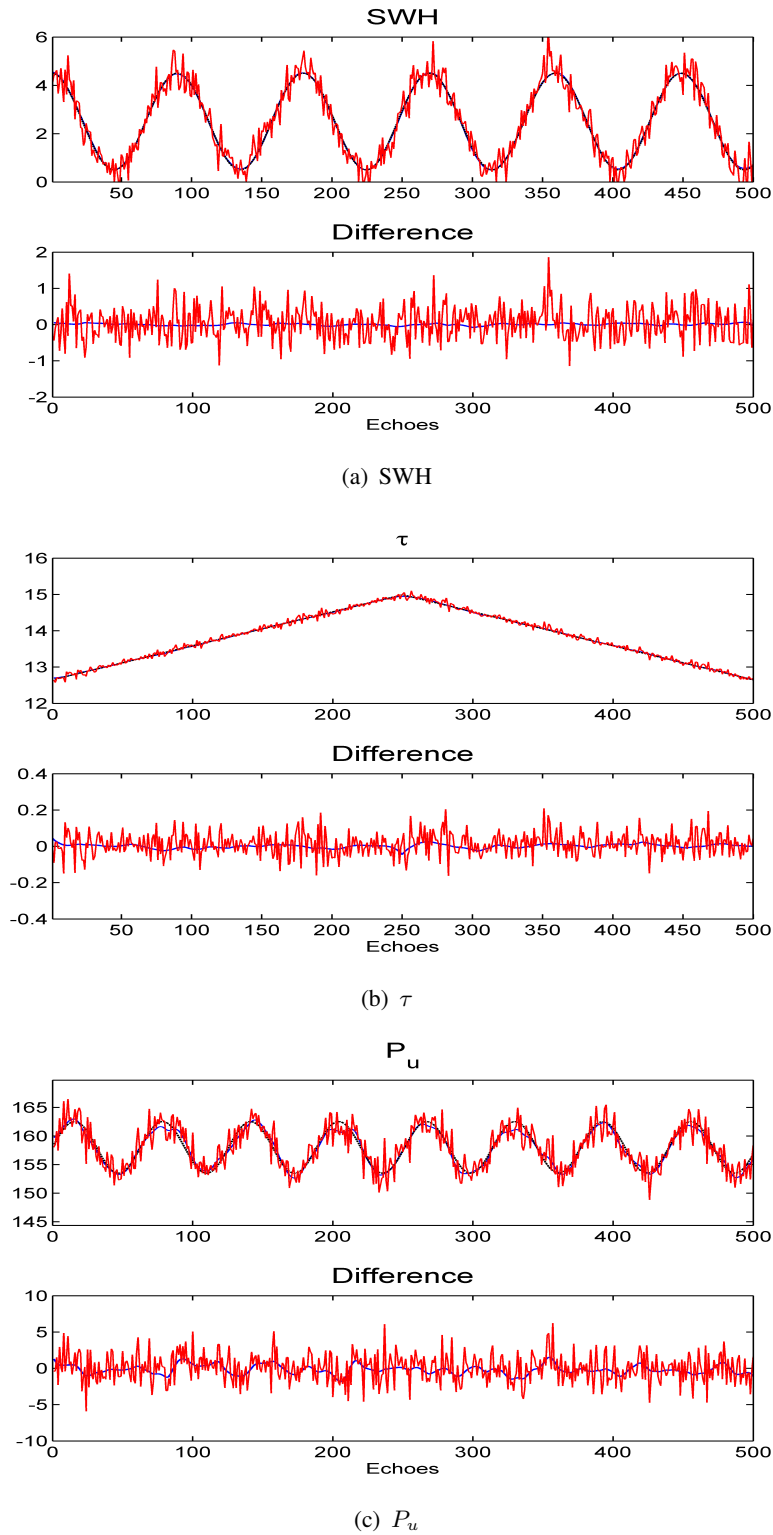 SWH
6
4
2
0
50 100 150 200 250 300 350 400 450 500
Difference
2
1
0
-1
-2
0 100 200 300 400 500
Echoes
(a) SWH
τ
16
15
14
13
12
0 100 200 300 400 500
Difference
0.4
0.2
0
-0.2
-0.4
50 100 150 200 250 300 350 400 450 500
Echoes
(b) τ
P_u
165
160
155
150
145
0 100 200 300 400 500
Difference
10
5
0
-5
-10
0 100 200 300 400 500
Echoes
(c) P_u